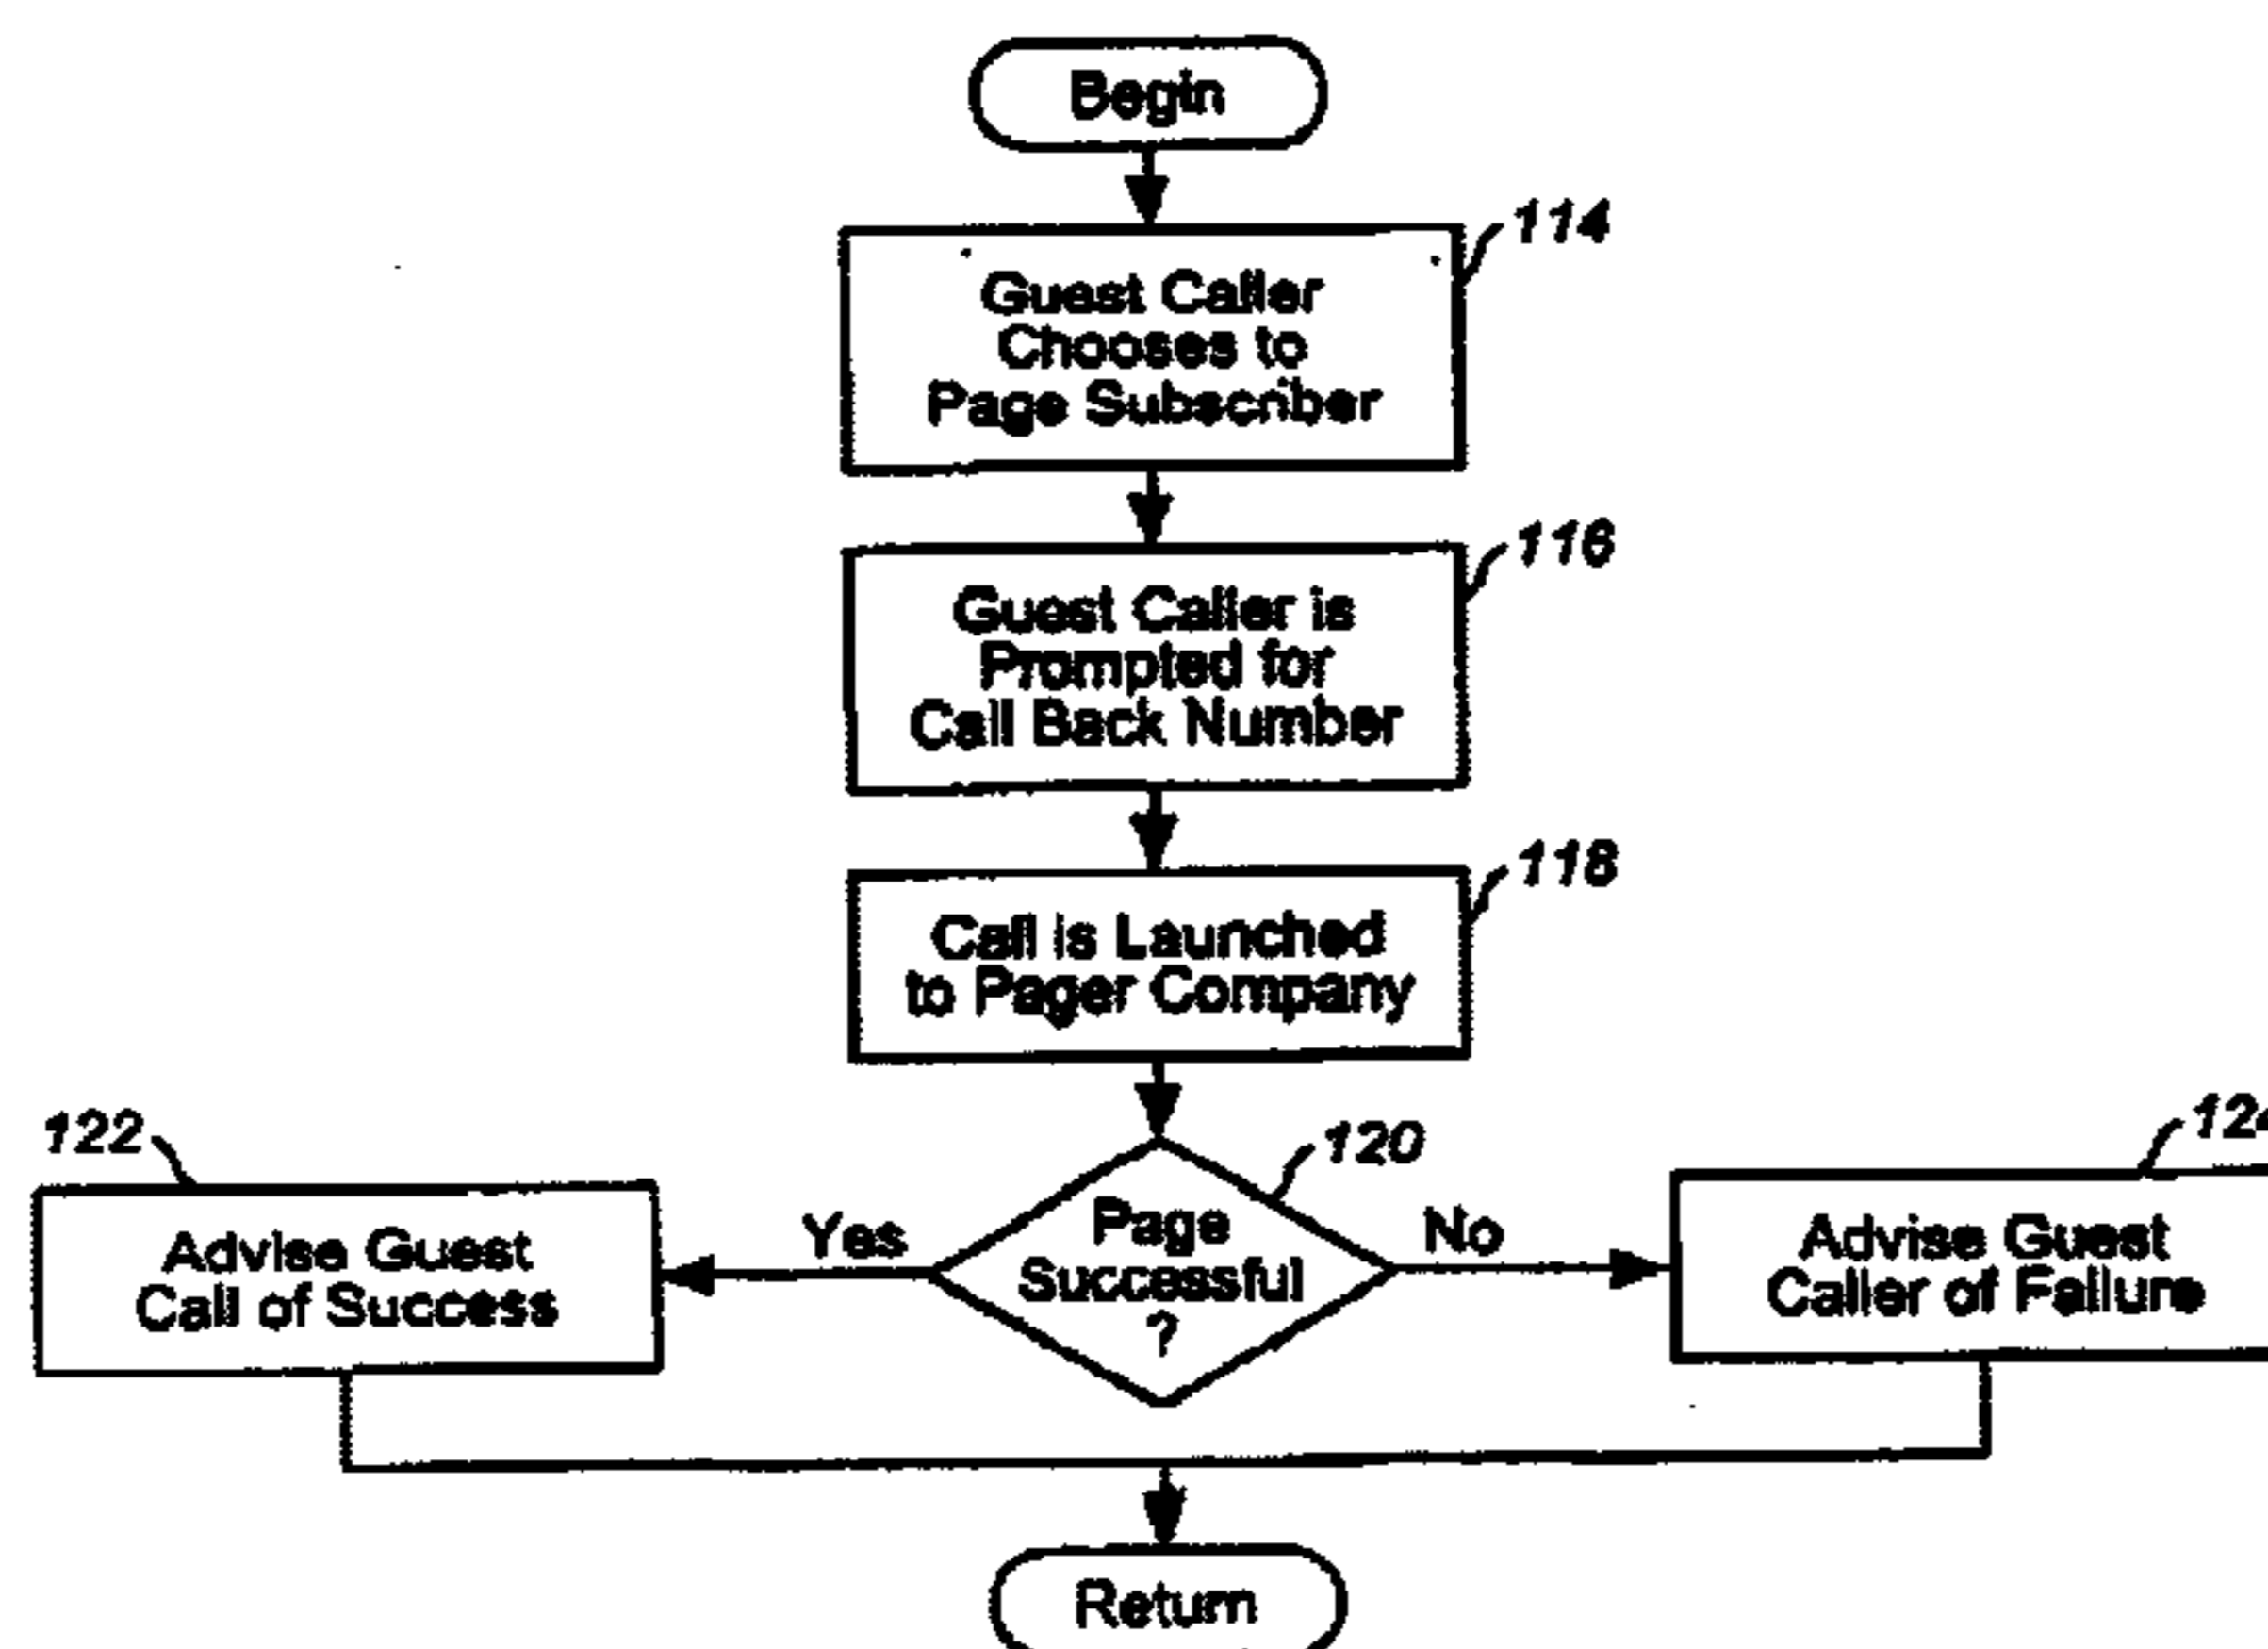 Begin
114
Guest Caller
Chooses to
Page Subscriber
116
Guest Caller is
Prompted for
Call Back Number
118
Call is Launched
to Pager Company
122
120
Advise Guest
Call of Success
Yes
Page
Successful
?
No
Advise Guest
Caller of Failure
Return